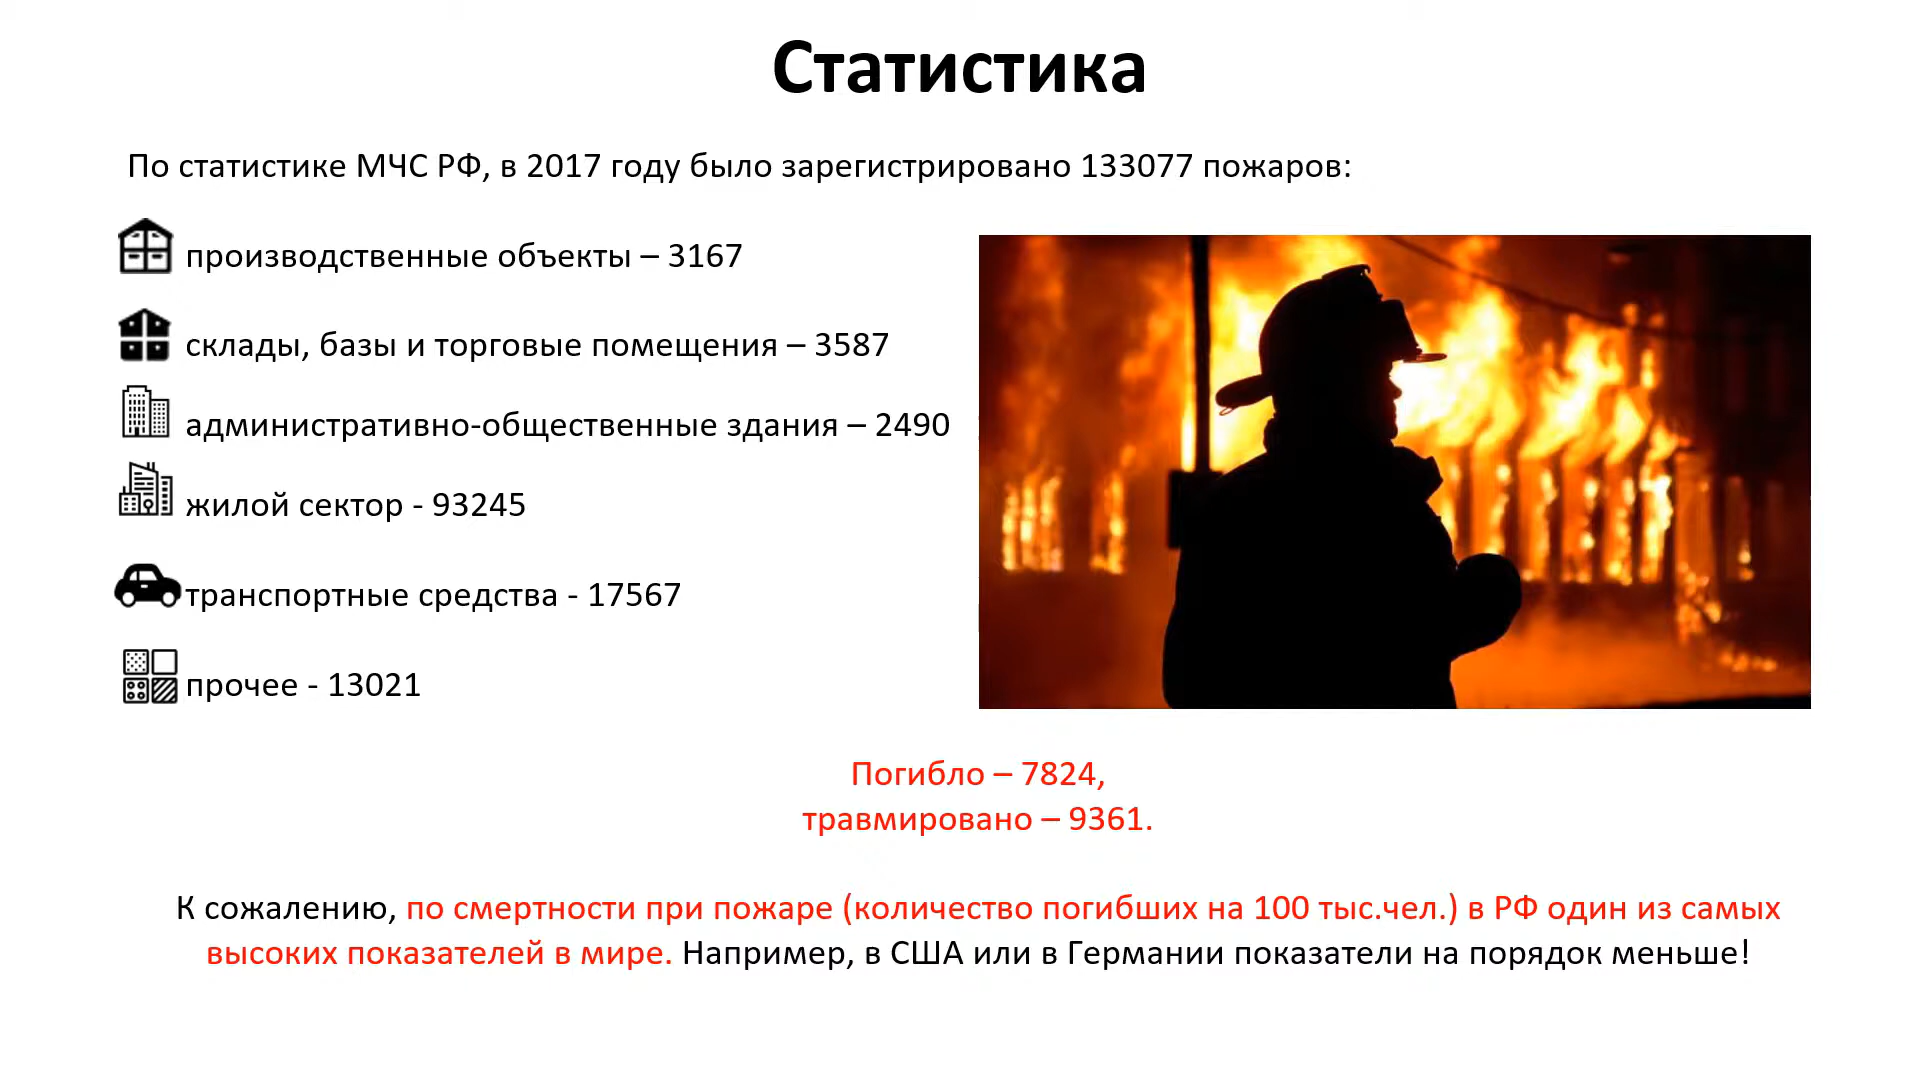 Статистика
По статистике МЧС РФ, в 2017 году было зарегистрировано 133077 пожаров:
производственные объекты – 3167
склады, базы и торговые помещения – 3587
административно-общественные здания – 2490
жилой сектор - 93245
транспортные средства - 17567
прочее - 13021
Погибло – 7824,
травмировано – 9361.
К сожалению, по смертности при пожаре (количество погибших на 100 тыс.чел.) в РФ один из самых
высоких показателей в мире. Например, в США или в Германии показатели на порядок меньше!